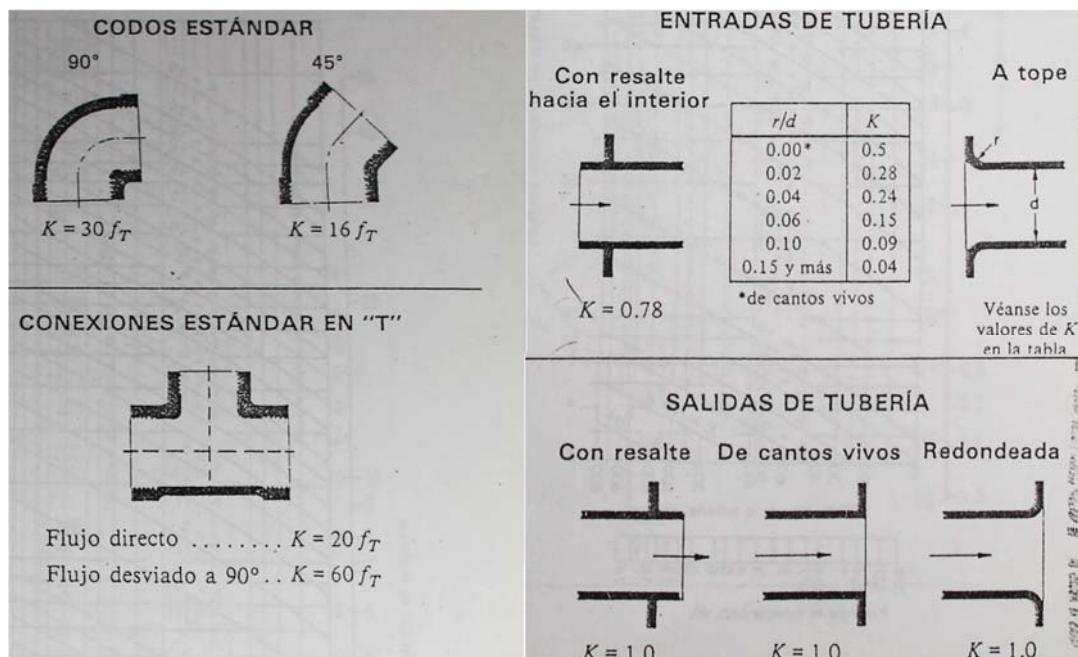 CODOS ESTÁNDAR
90°
45°
K = 30 f_T
K = 16 f_T
CONEXIONES ESTÁNDAR EN "T"
Flujo directo ........ K = 20 f_T
Flujo desviado a 90° .. K = 60 f_T
ENTRADAS DE TUBERÍA
Con resalte
hacia el interior
K = 0.78
r/d K
0.00* 0.5
0.02 0.28
0.04 0.24
0.06 0.15
0.10 0.09
0.15 y más 0.04
*de cantos vivos
A tope
r
d
Véanse los
valores de K
en la tabla
SALIDAS DE TUBERÍA
Con resalte De cantos vivos Redondeada
K = 1.0 K = 1.0 K = 1.0